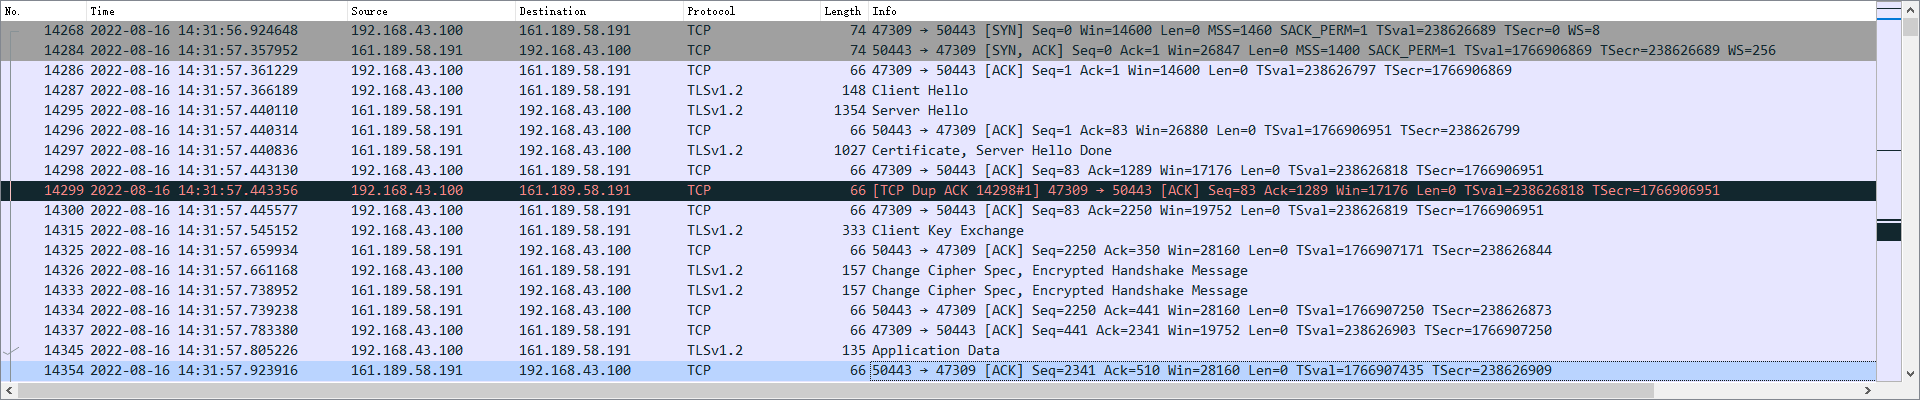 No. Time Source Destination Protocol Length Info
14268 2022-08-16 14:31:56.924648 192.168.43.100 161.189.58.191 TCP 74 47309 → 50443 [SYN] Seq=0 Win=14600 Len=0 MSS=1460 SACK_PERM=1 TSval=238626689 TSecr=0 WS=8
14284 2022-08-16 14:31:57.357952 161.189.58.191 192.168.43.100 TCP 74 50443 → 47309 [SYN, ACK] Seq=0 Ack=1 Win=26847 Len=0 MSS=1400 SACK_PERM=1 TSval=1766906869 TSecr=238626689 WS=256
14286 2022-08-16 14:31:57.361229 192.168.43.100 161.189.58.191 TCP 66 47309 → 50443 [ACK] Seq=1 Ack=1 Win=14600 Len=0 TSval=238626797 TSecr=1766906869
14287 2022-08-16 14:31:57.366189 192.168.43.100 161.189.58.191 TLSv1.2 148 Client Hello
14295 2022-08-16 14:31:57.440110 161.189.58.191 192.168.43.100 TLSv1.2 1354 Server Hello
14296 2022-08-16 14:31:57.440314 161.189.58.191 192.168.43.100 TCP 66 50443 → 47309 [ACK] Seq=1 Ack=83 Win=26880 Len=0 TSval=1766906951 TSecr=238626799
14297 2022-08-16 14:31:57.440836 161.189.58.191 192.168.43.100 TLSv1.2 1027 Certificate, Server Hello Done
14298 2022-08-16 14:31:57.443130 192.168.43.100 161.189.58.191 TCP 66 47309 → 50443 [ACK] Seq=83 Ack=1289 Win=17176 Len=0 TSval=238626818 TSecr=1766906951
14299 2022-08-16 14:31:57.443356 192.168.43.100 161.189.58.191 TCP 66 [TCP Dup ACK 14298#1] 47309 → 50443 [ACK] Seq=83 Ack=1289 Win=17176 Len=0 TSval=238626818 TSecr=1766906951
14300 2022-08-16 14:31:57.445577 192.168.43.100 161.189.58.191 TCP 66 47309 → 50443 [ACK] Seq=83 Ack=2250 Win=19752 Len=0 TSval=238626819 TSecr=1766906951
14315 2022-08-16 14:31:57.545152 192.168.43.100 161.189.58.191 TLSv1.2 333 Client Key Exchange
14325 2022-08-16 14:31:57.659934 161.189.58.191 192.168.43.100 TCP 66 50443 → 47309 [ACK] Seq=2250 Ack=350 Win=28160 Len=0 TSval=1766907171 TSecr=238626844
14326 2022-08-16 14:31:57.661168 192.168.43.100 161.189.58.191 TLSv1.2 157 Change Cipher Spec, Encrypted Handshake Message
14333 2022-08-16 14:31:57.738952 161.189.58.191 192.168.43.100 TLSv1.2 157 Change Cipher Spec, Encrypted Handshake Message
14334 2022-08-16 14:31:57.739238 161.189.58.191 192.168.43.100 TCP 66 50443 → 47309 [ACK] Seq=2250 Ack=441 Win=28160 Len=0 TSval=1766907250 TSecr=238626873
14337 2022-08-16 14:31:57.783380 192.168.43.100 161.189.58.191 TCP 66 47309 → 50443 [ACK] Seq=441 Ack=2341 Win=19752 Len=0 TSval=238626903 TSecr=1766907250
14345 2022-08-16 14:31:57.805226 192.168.43.100 161.189.58.191 TLSv1.2 135 Application Data
14354 2022-08-16 14:31:57.923916 161.189.58.191 192.168.43.100 TCP 66 50443 → 47309 [ACK] Seq=2341 Ack=510 Win=28160 Len=0 TSval=1766907435 TSecr=238626909